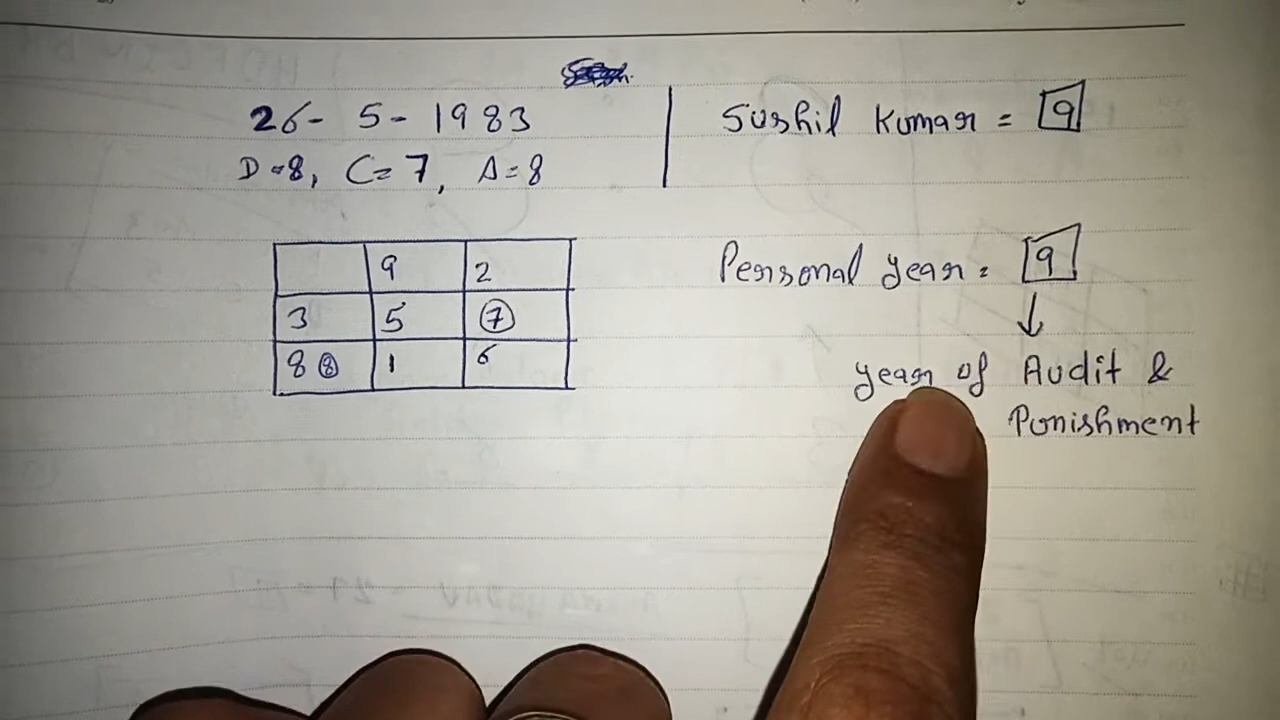 26- 5- 1983
D=8, C=7, A=8
Sushil Kumar = 9
9 2
3 5 7
8 8 1 6
Personal year = 9
year of Audit &
Punishment